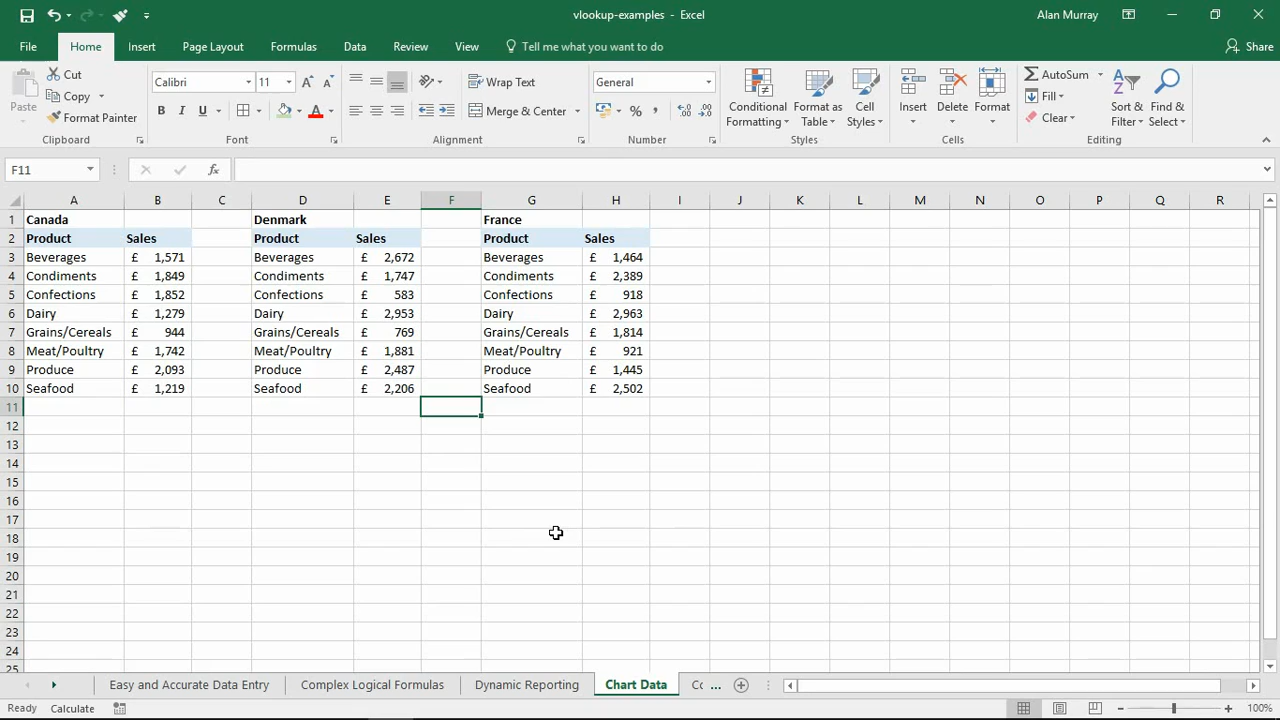 vlookup-examples - Excel
Alan Murray
File Home Insert Page Layout Formulas Data Review View Tell me what you want to do Share
Paste Cut Copy Format Painter Clipboard
Calibri 11 B I U A A A Font
Wrap Text Merge & Center Alignment
General % , Number
Conditional Formatting Format as Table Cell Styles Styles
Insert Delete Format Cells
AutoSum Fill Clear Sort & Filter Find & Select Editing
F11 fx
A B C D E F G H I J K L M N O P Q R
1 Canada Denmark France
2 Product Sales Product Sales Product Sales
3 Beverages £ 1,571 Beverages £ 2,672 Beverages £ 1,464
4 Condiments £ 1,849 Condiments £ 1,747 Condiments £ 2,389
5 Confections £ 1,852 Confections £ 583 Confections £ 918
6 Dairy £ 1,279 Dairy £ 2,953 Dairy £ 2,963
7 Grains/Cereals £ 944 Grains/Cereals £ 769 Grains/Cereals £ 1,814
8 Meat/Poultry £ 1,742 Meat/Poultry £ 1,881 Meat/Poultry £ 921
9 Produce £ 2,093 Produce £ 2,487 Produce £ 1,445
10 Seafood £ 1,219 Seafood £ 2,206 Seafood £ 2,502
11
12
13
14
15
16
17
18
19
20
21
22
23
24
25
Easy and Accurate Data Entry Complex Logical Formulas Dynamic Reporting Chart Data Co ...
Ready Calculate 100%